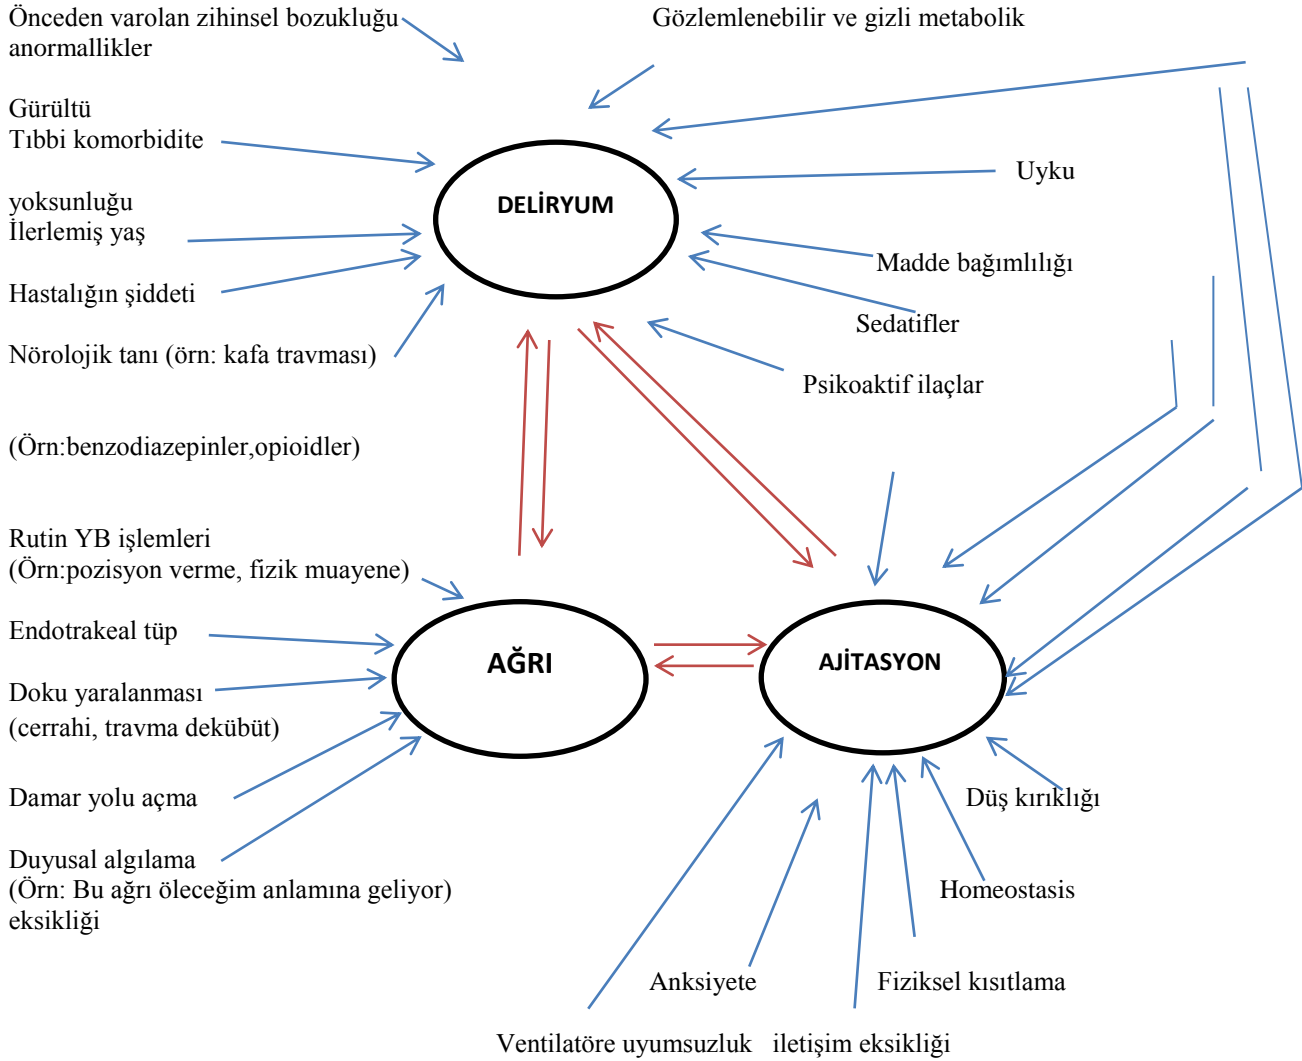 Önceden varolan zihinsel bozukluğu Gözlemlenebilir ve gizli metabolik
anormallikler
Gürültü
Tıbbi komorbidite
Uyku
yoksunluğu
DELİRYUM
İlerlemiş yaş
Madde bağımlılığı
Hastalığın şiddeti
Sedatifler
Nörolojik tanı (örn: kafa travması)
Psikoaktif ilaçlar
(Örn:benzodiazepinler,opioidler)
Rutin YB işlemleri
(Örn:pozisyon verme, fizik muayene)
Endotrakeal tüp
AĞRI
AJİTASYON
Doku yaralanması
(cerrahi, travma dekübüt)
Damar yolu açma
Düş kırıklığı
Duyusal algılama
(Örn: Bu ağrı öleceğim anlamına geliyor)
Homeostasis
eksikliği
Anksiyete
Fiziksel kısıtlama
Ventilatöre uyumsuzluk iletişim eksikliği